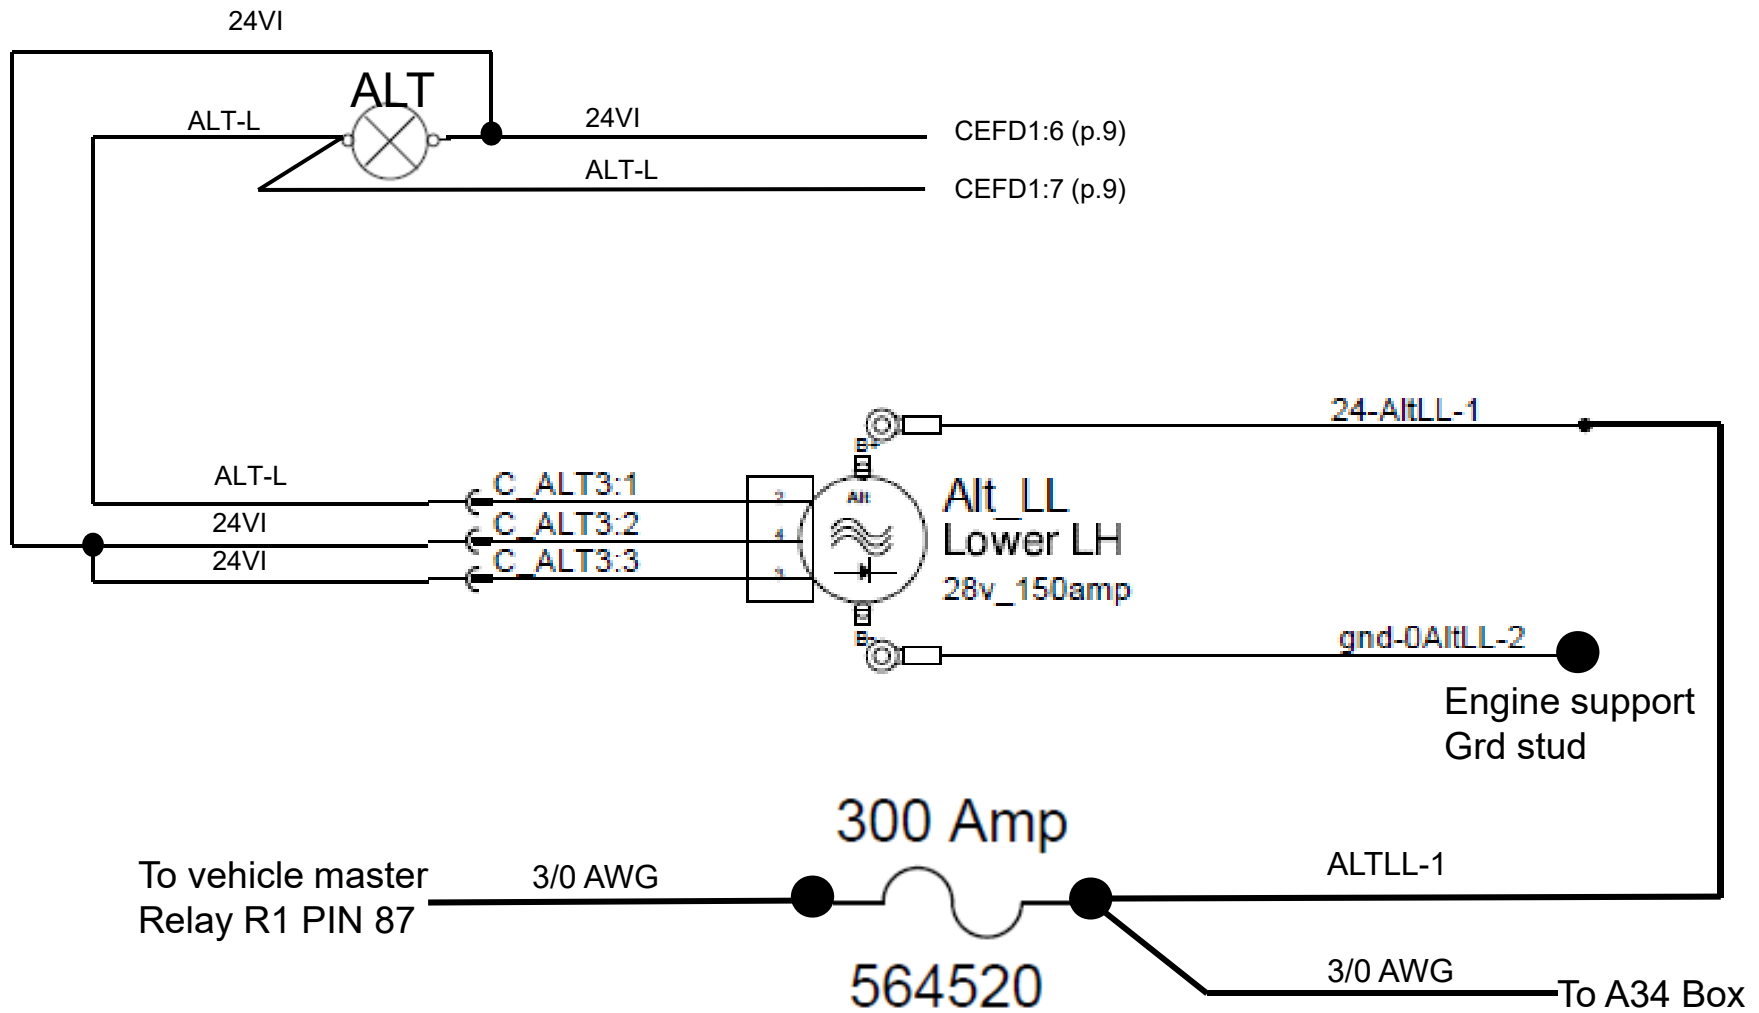 24VI
ALT
ALT-L
24VI
CEFD1:6 (p.9)
ALT-L
CEFD1:7 (p.9)
24-AltLL-1
B+
ALT-L
C_ALT3:1
2
Alt
Alt_LL
24VI
C_ALT3:2
4
Lower LH
24VI
C_ALT3:3
28v_150amp
B-
gnd-0AltLL-2
Engine support
Grd stud
300 Amp
To vehicle master
Relay R1 PIN 87
3/0 AWG
ALTLL-1
564520
3/0 AWG
To A34 Box